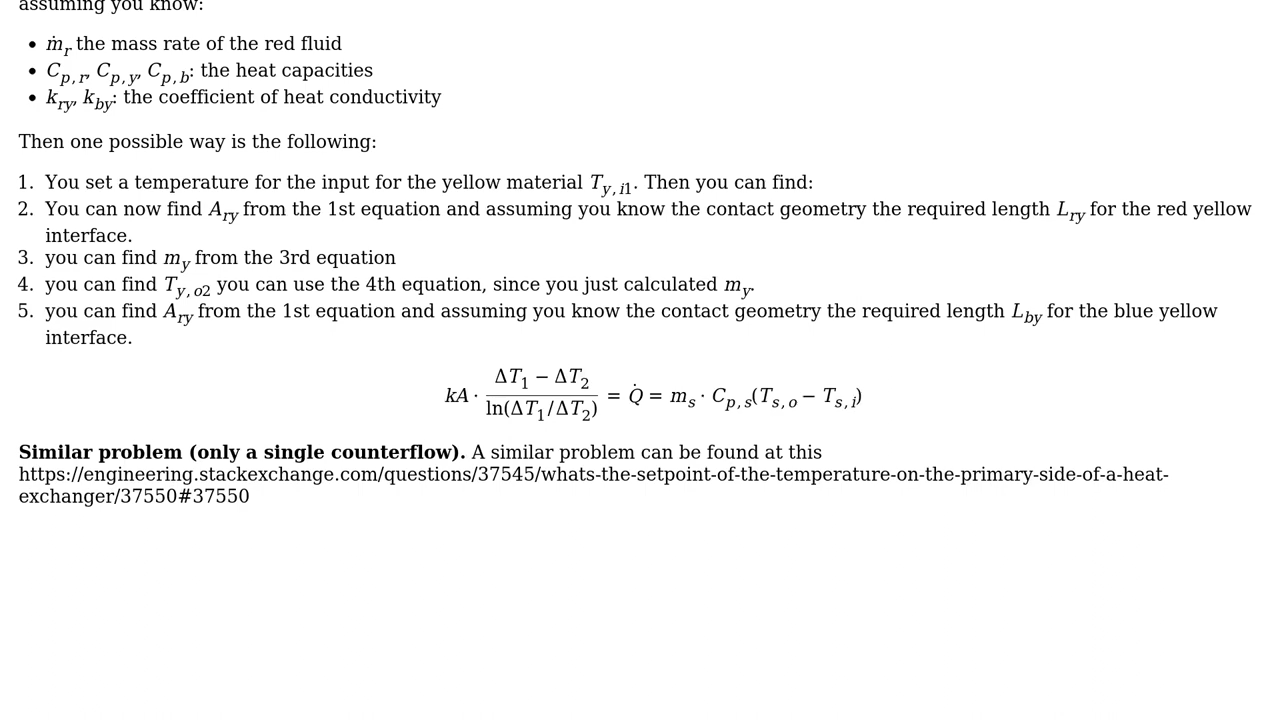 assuming you know:
• ṁ_r the mass rate of the red fluid
• C_{p,r}, C_{p,y}, C_{p,b}: the heat capacities
• k_{ry}, k_{by}: the coefficient of heat conductivity
Then one possible way is the following:
1. You set a temperature for the input for the yellow material T_{y,i1}. Then you can find:
2. You can now find A_{ry} from the 1st equation and assuming you know the contact geometry the required length L_{ry} for the red yellow
interface.
3. you can find m_y from the 3rd equation
4. you can find T_{y,o2} you can use the 4th equation, since you just calculated m_y.
5. you can find A_{ry} from the 1st equation and assuming you know the contact geometry the required length L_{by} for the blue yellow
interface.
kA · \frac{ΔT_1 − ΔT_2}{ln(ΔT_1/ΔT_2)} = Q̇ = m_s · C_{p,s}(T_{s,o} − T_{s,i})
Similar problem (only a single counterflow). A similar problem can be found at this
https://engineering.stackexchange.com/questions/37545/whats-the-setpoint-of-the-temperature-on-the-primary-side-of-a-heat-
exchanger/37550#37550